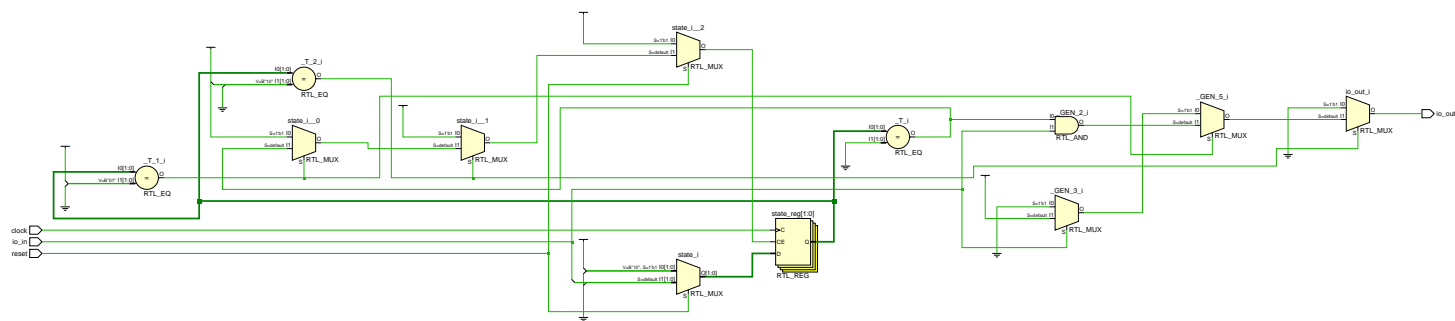 state_i__2
S=1'b1 I0
S=default I1
O
S
RTL_MUX
_T_2_i
I0[1:0]
V=B"10" I1[1:0]
=
O
RTL_EQ
state_i__0
S=1'b1 I0
S=default I1
O
S
RTL_MUX
state_i__1
S=1'b1 I0
S=default I1
O
S
RTL_MUX
_T_1_i
I0[1:0]
V=B"01" I1[1:0]
=
O
RTL_EQ
_T_i
I0[1:0]
I1[1:0]
=
O
RTL_EQ
_GEN_2_i
I0
I1
O
RTL_AND
_GEN_5_i
S=1'b1 I0
S=default I1
O
S
RTL_MUX
io_out_i
S=1'b1 I0
S=default I1
O
S
RTL_MUX
io_out
_GEN_3_i
S=1'b1 I0
S=default I1
O
S
RTL_MUX
clock
io_in
reset
state_reg[1:0]
C
CE
D
Q
RTL_REG
state_i
V=B"10", S=1'b1 I0[1:0]
S=default I1[1:0]
O[1:0]
S
RTL_MUX